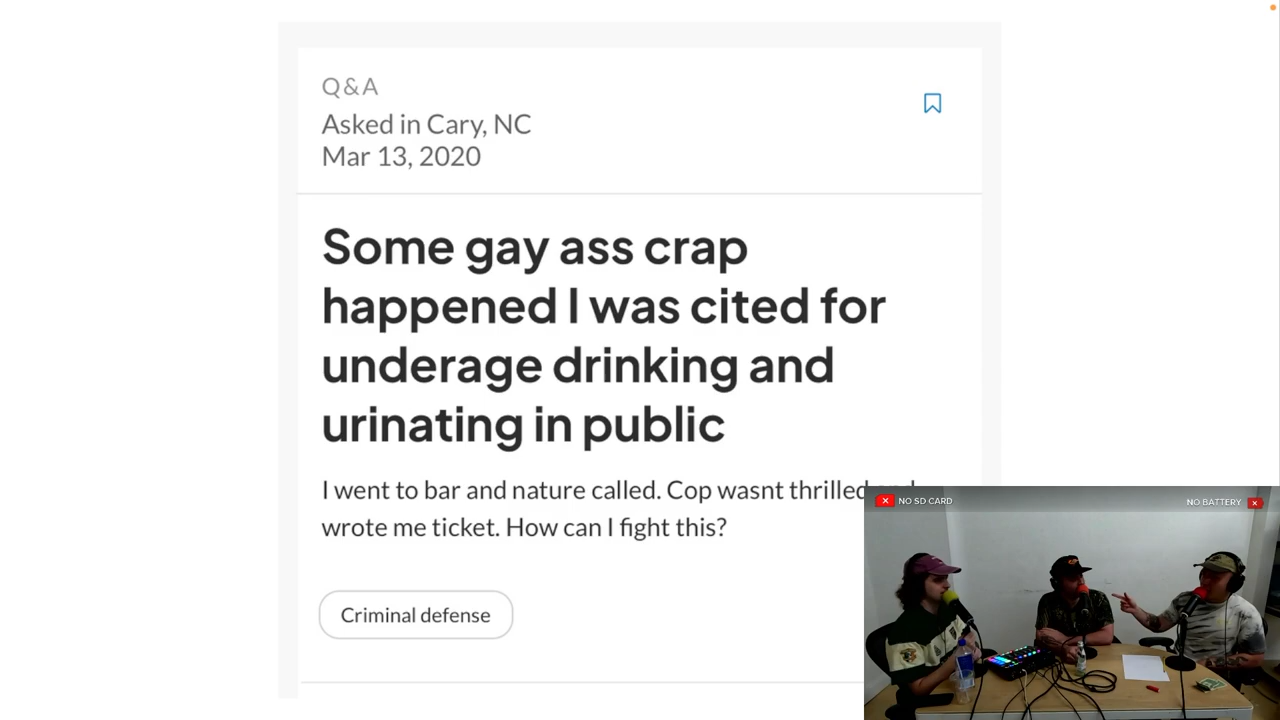 Q&A
Asked in Cary, NC
Mar 13, 2020
Some gay ass crap
happened I was cited for
underage drinking and
urinating in public
I went to bar and nature called. Cop wasnt thrilled and
wrote me ticket. How can I fight this?
Criminal defense
NO SD CARD
NO BATTERY